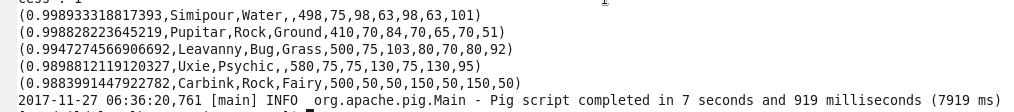 cess : 1
(0.998933318817393,Simipour,Water,,498,75,98,63,98,63,101)
(0.998828223645219,Pupitar,Rock,Ground,410,70,84,70,65,70,51)
(0.9947274566906692,Leavanny,Bug,Grass,500,75,103,80,70,80,92)
(0.9898812119120327,Uxie,Psychic,,580,75,75,130,75,130,95)
(0.9883991447922782,Carbink,Rock,Fairy,500,50,50,150,50,150,50)
2017-11-27 06:36:20,761 [main] INFO  org.apache.pig.Main - Pig script completed in 7 seconds and 919 milliseconds (7919 ms)